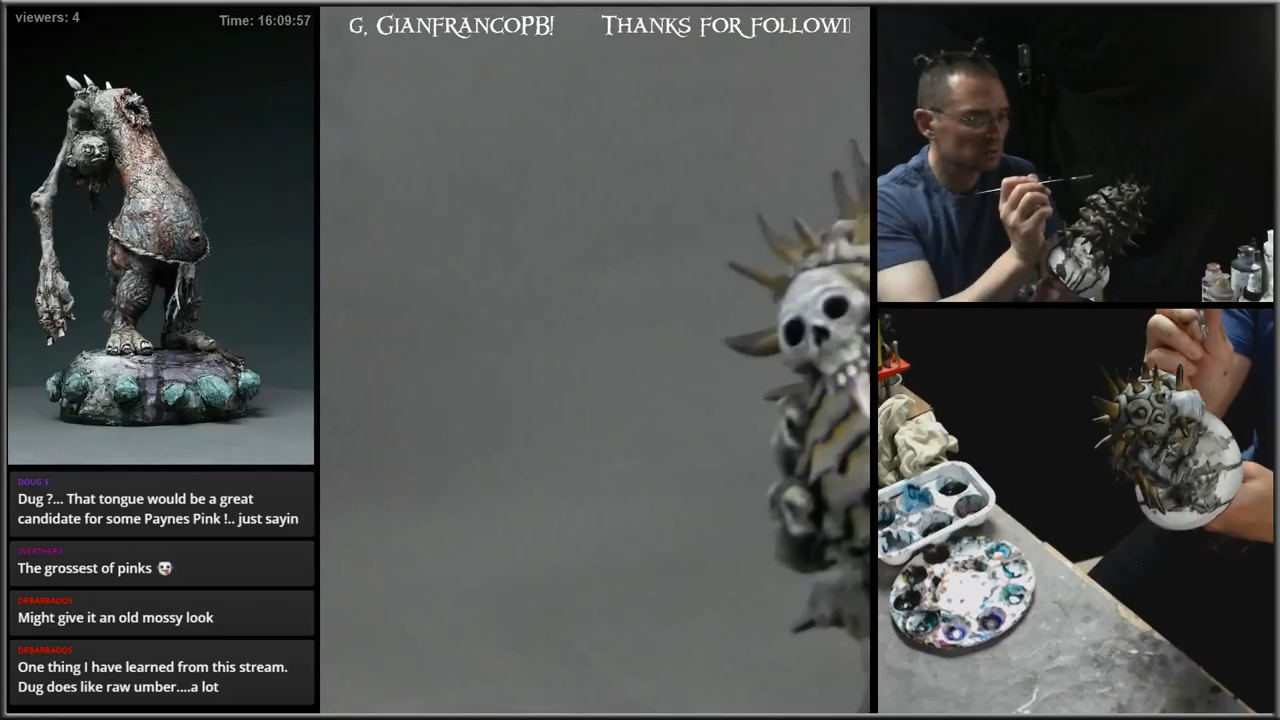 viewers: 4
Time: 16:09:57
G, GIANFRANCOPB! THANKS FOR FOLLOWI
DOUG_E
Dug ?... That tongue would be a great
candidate for some Paynes Pink !.. just sayin
0VERTHER3
The grossest of pinks
DRBARBADOS
Might give it an old mossy look
DRBARBADOS
One thing I have learned from this stream.
Dug does like raw umber....a lot